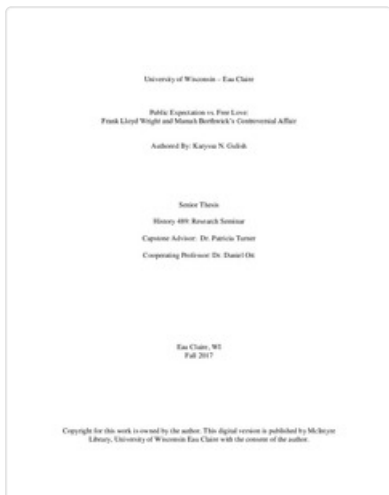 University of Wisconsin – Eau Claire
Public Expectation vs. Free Love:
Frank Lloyd Wright and Mamah Borthwick's Controversial Affair
Authored By: Karyssa N. Gulish
Senior Thesis
History 489: Research Seminar
Capstone Advisor: Dr. Patricia Turner
Cooperating Professor: Dr. Daniel Ott
Eau Claire, WI
Fall 2017
Copyright for this work is owned by the author. This digital version is published by McIntyre
Library, University of Wisconsin Eau Claire with the consent of the author.